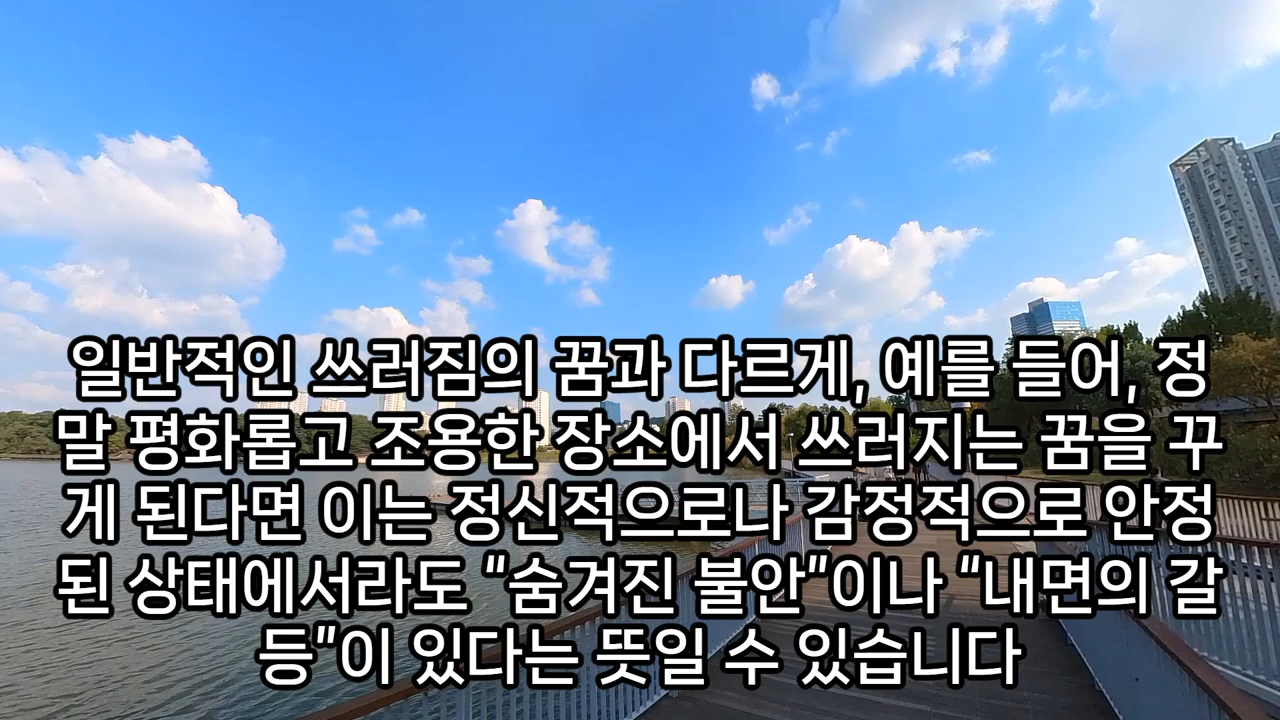 일반적인 쓰러짐의 꿈과 다르게, 예를 들어, 정
말 평화롭고 조용한 장소에서 쓰러지는 꿈을 꾸
게 된다면 이는 정신적으로나 감정적으로 안정
된 상태에서라도 "숨겨진 불안"이나 "내면의 갈
등"이 있다는 뜻일 수 있습니다